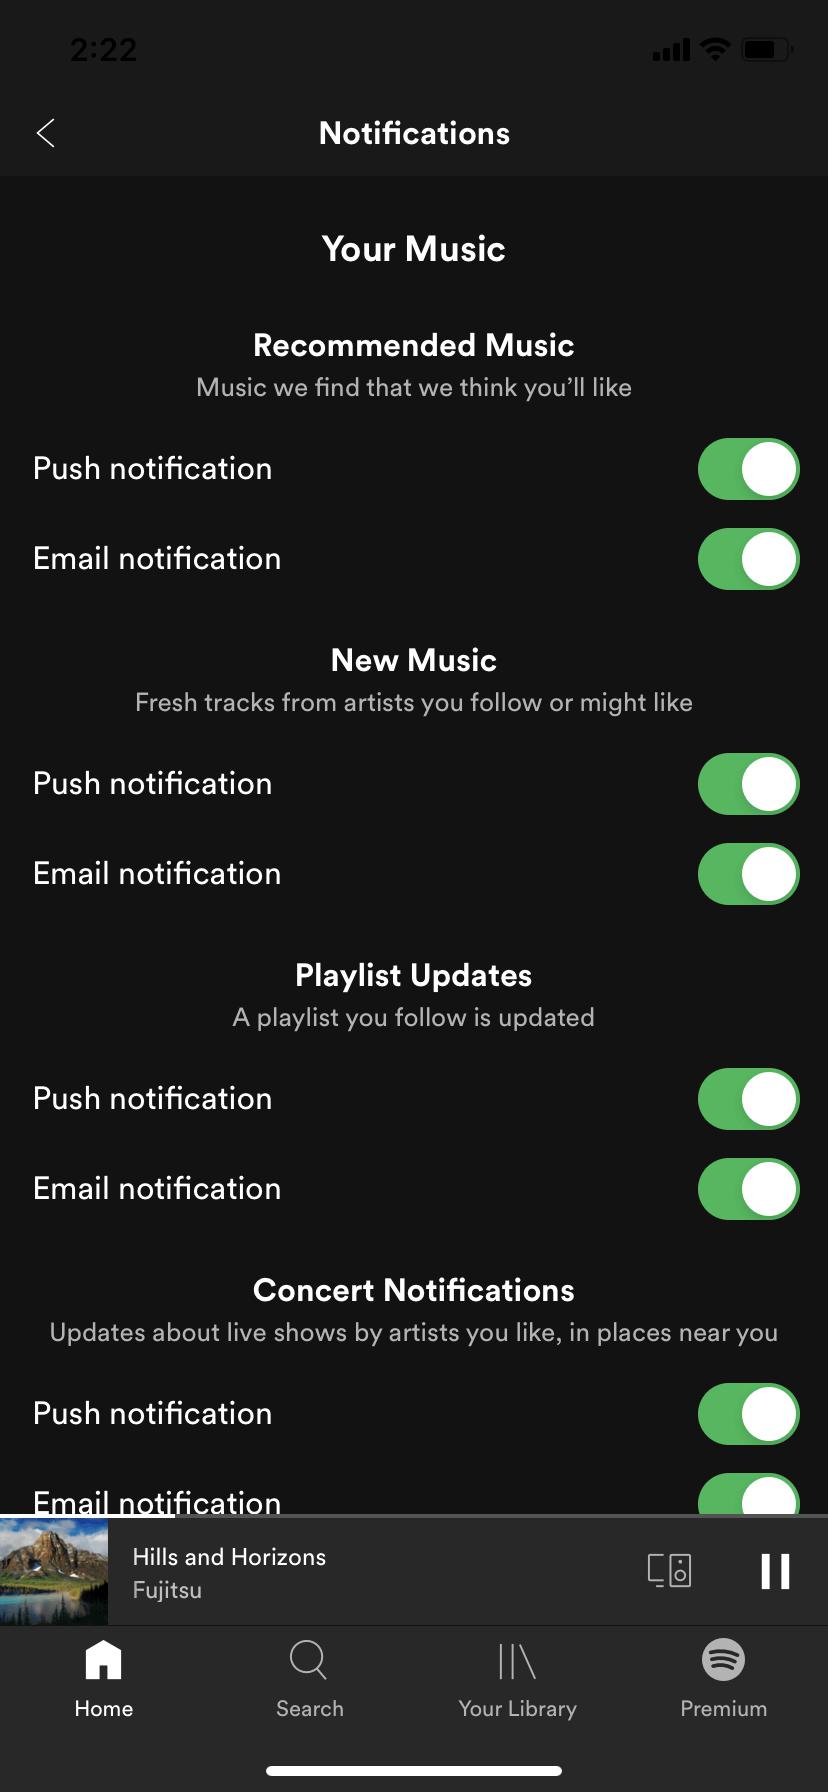 2:22
Notifications
Your Music
Recommended Music
Music we find that we think you’ll like
Push notification
Email notification
New Music
Fresh tracks from artists you follow or might like
Push notification
Email notification
Playlist Updates
A playlist you follow is updated
Push notification
Email notification
Concert Notifications
Updates about live shows by artists you like, in places near you
Push notification
Email notification
Hills and Horizons
Fujitsu
Home
Search
Your Library
Premium